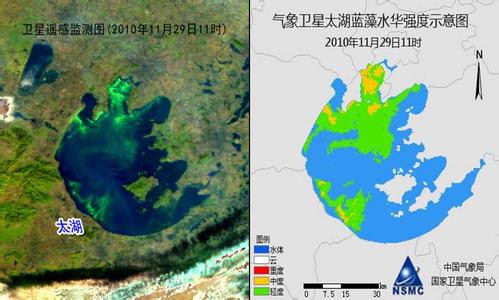 卫星遥感监测图(2010年11月29日11时)
太湖
气象卫星太湖蓝藻水华强度示意图
2010年11月29日11时
图例
水体
云
重度
中度
轻度
0 7.5 15 30
km
NSMC
中国气象局
国家卫星气象中心